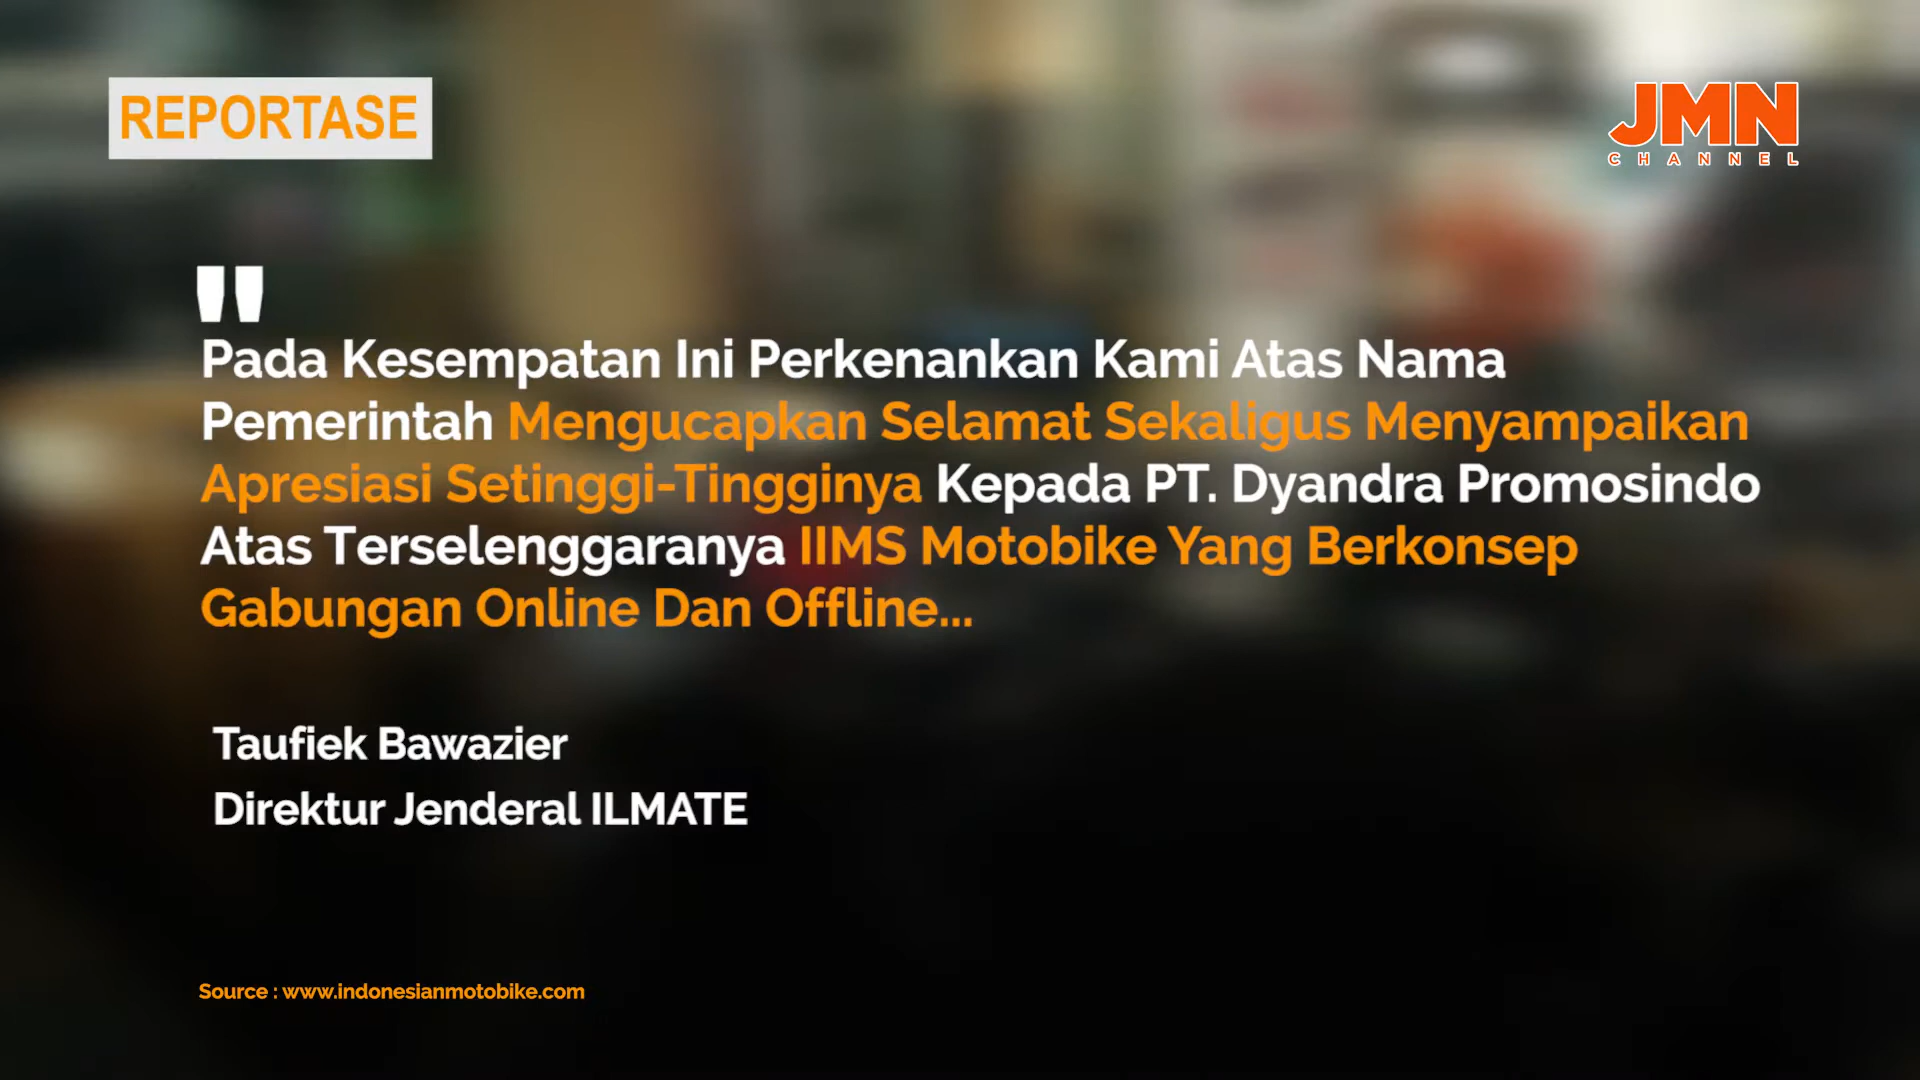 REPORTASE
JMN
CHANNEL
"
Pada Kesempatan Ini Perkenankan Kami Atas Nama
Pemerintah Mengucapkan Selamat Sekaligus Menyampaikan
Apresiasi Setinggi-Tingginya Kepada PT. Dyandra Promosindo
Atas Terselenggaranya IIMS Motobike Yang Berkonsep
Gabungan Online Dan Offline...
Taufiek Bawazier
Direktur Jenderal ILMATE
Source : www.indonesianmotobike.com